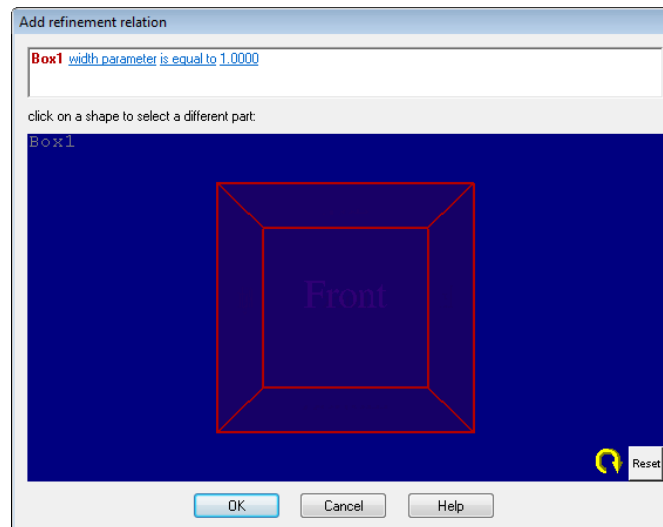 Add refinement relation
Box1 width parameter is equal to 1.0000
click on a shape to select a different part:
Box1
Front
Reset
OK Cancel Help